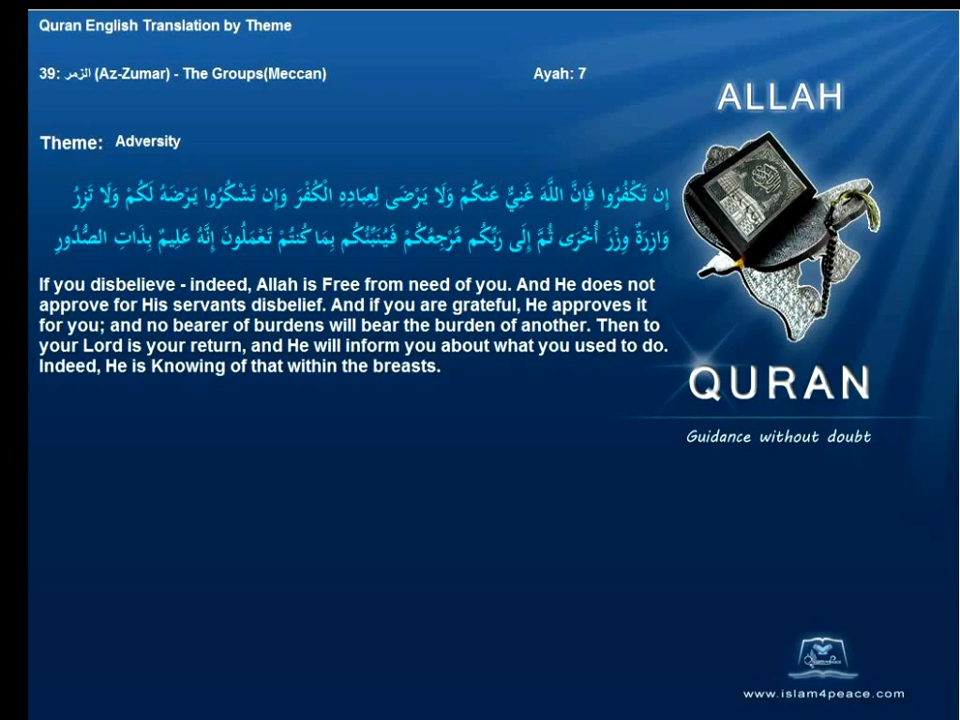 Quran English Translation by Theme
39: الزمر (Az-Zumar) - The Groups(Meccan)
Ayah: 7
Theme: Adversity
إِن تَكْفُرُوا فَإِنَّ اللَّهَ غَنِيٌّ عَنكُمْ وَلَا يَرْضَى لِعِبَادِهِ الْكُفْرَ وَإِن تَشْكُرُوا يَرْضَهُ لَكُمْ وَلَا تَزِرُ
وَازِرَةٌ وِزْرَ أُخْرَى ثُمَّ إِلَى رَبِّكُم مَّرْجِعُكُمْ فَيُنَبِّئُكُم بِمَا كُنتُمْ تَعْمَلُونَ إِنَّهُ عَلِيمٌ بِذَاتِ الصُّدُورِ
If you disbelieve - indeed, Allah is Free from need of you. And He does not
approve for His servants disbelief. And if you are grateful, He approves it
for you; and no bearer of burdens will bear the burden of another. Then to
your Lord is your return, and He will inform you about what you used to do.
Indeed, He is Knowing of that within the breasts.
ALLAH
QURAN
Guidance without doubt
www.islam4peace.com